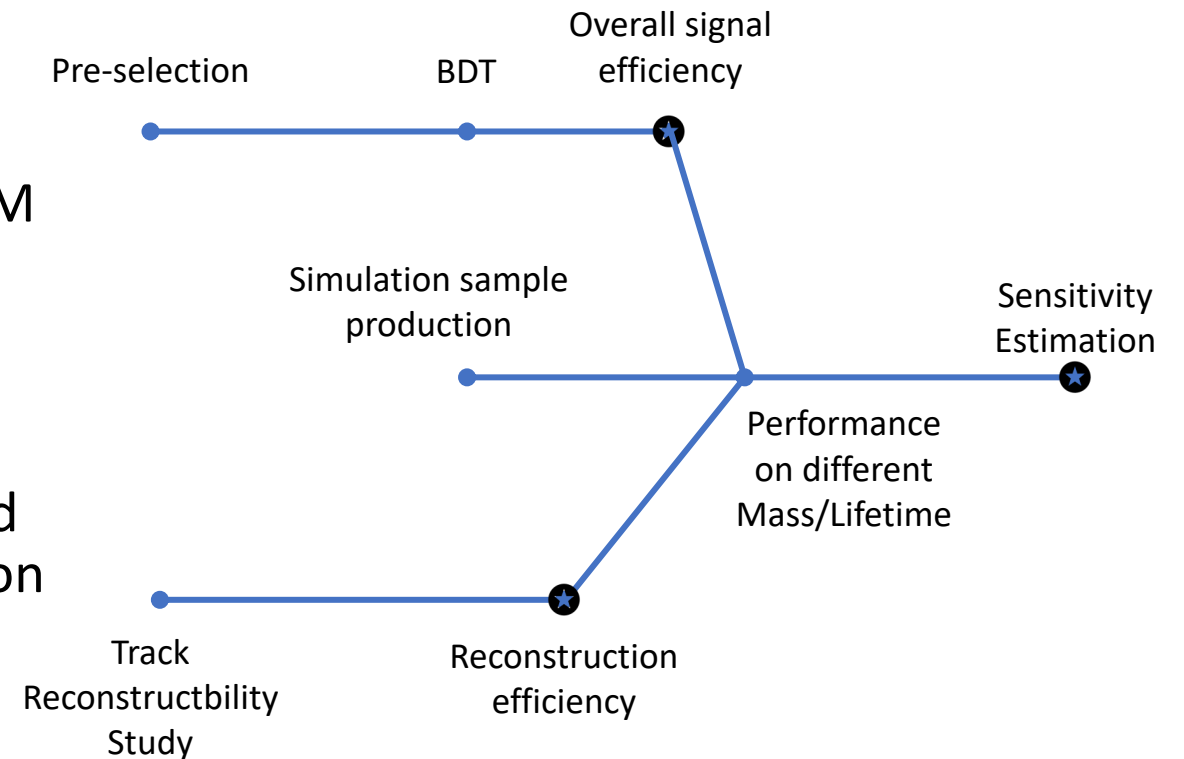 Overall signal
efficiency
Pre-selection
BDT
M
Simulation sample
production
Sensitivity
Estimation
Performance
on different
Mass/Lifetime
d
on
Track
Reconstructbility
Study
Reconstruction
efficiency